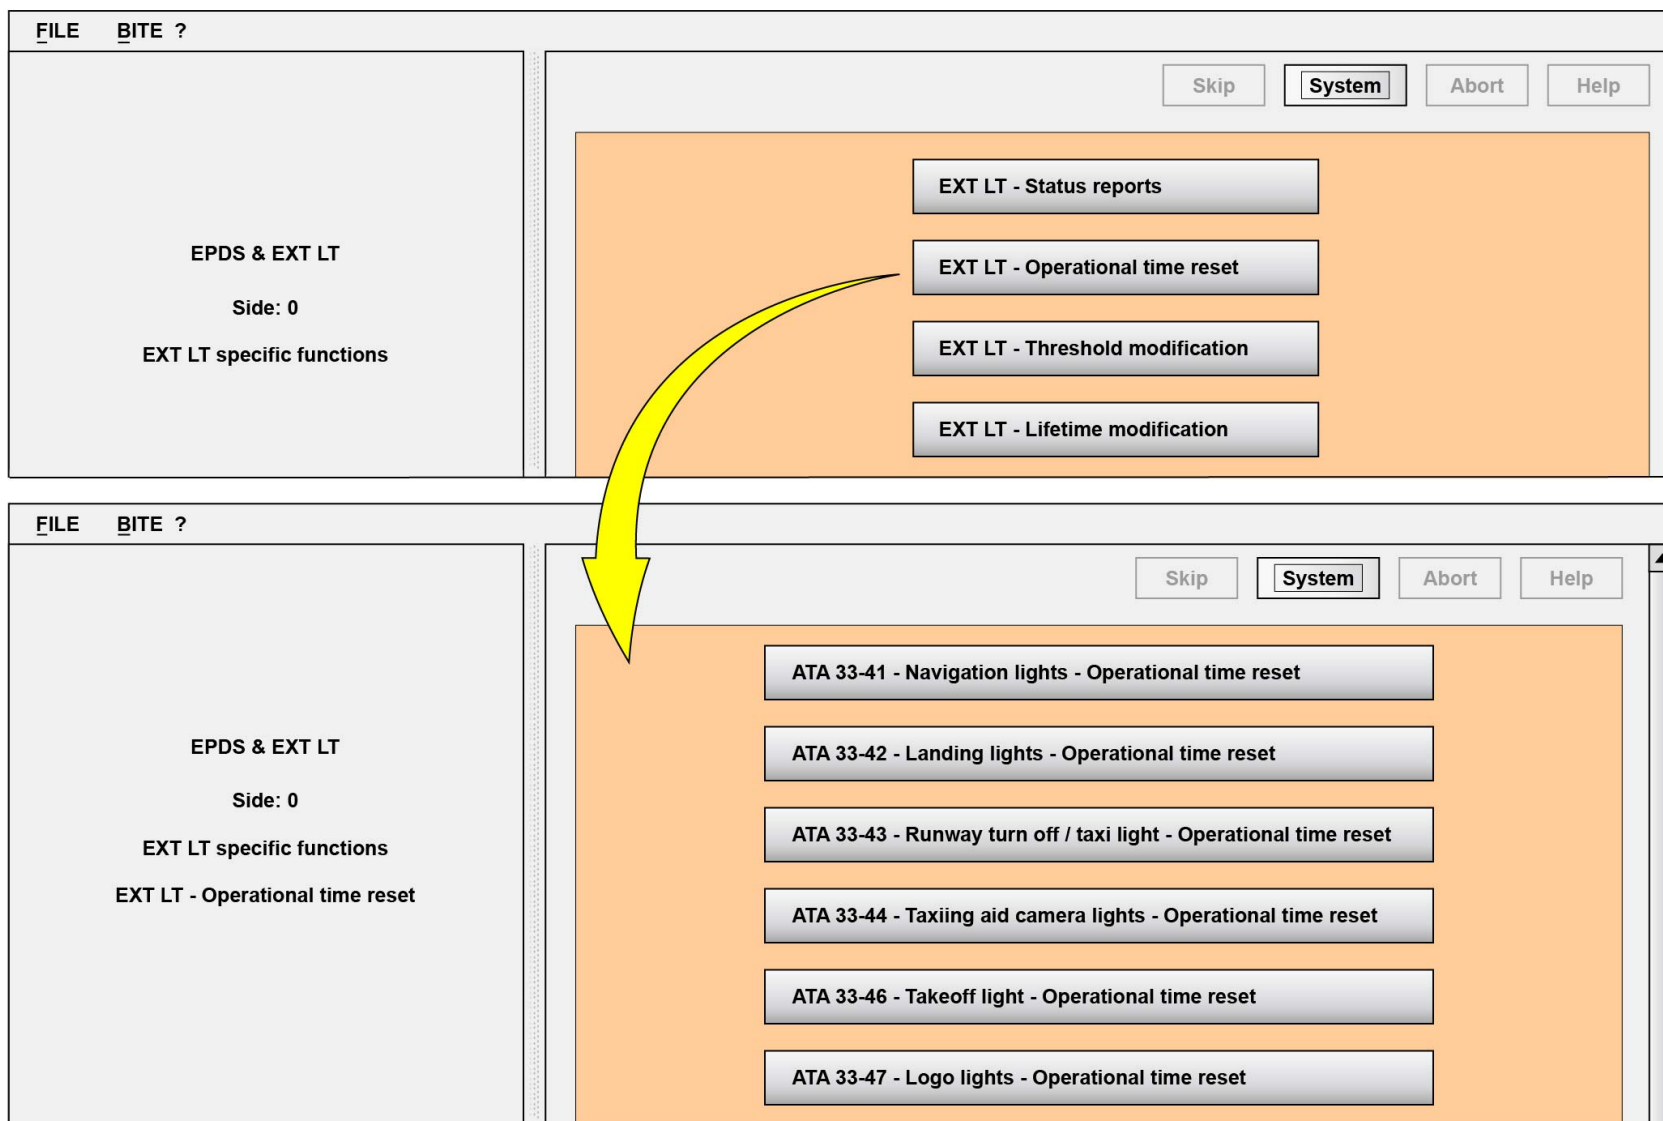 FILE BITE ?
Skip System Abort Help
EPDS & EXT LT
Side: 0
EXT LT specific functions
EXT LT - Status reports
EXT LT - Operational time reset
EXT LT - Threshold modification
EXT LT - Lifetime modification
FILE BITE ?
Skip System Abort Help
EPDS & EXT LT
Side: 0
EXT LT specific functions
EXT LT - Operational time reset
ATA 33-41 - Navigation lights - Operational time reset
ATA 33-42 - Landing lights - Operational time reset
ATA 33-43 - Runway turn off / taxi light - Operational time reset
ATA 33-44 - Taxiing aid camera lights - Operational time reset
ATA 33-46 - Takeoff light - Operational time reset
ATA 33-47 - Logo lights - Operational time reset